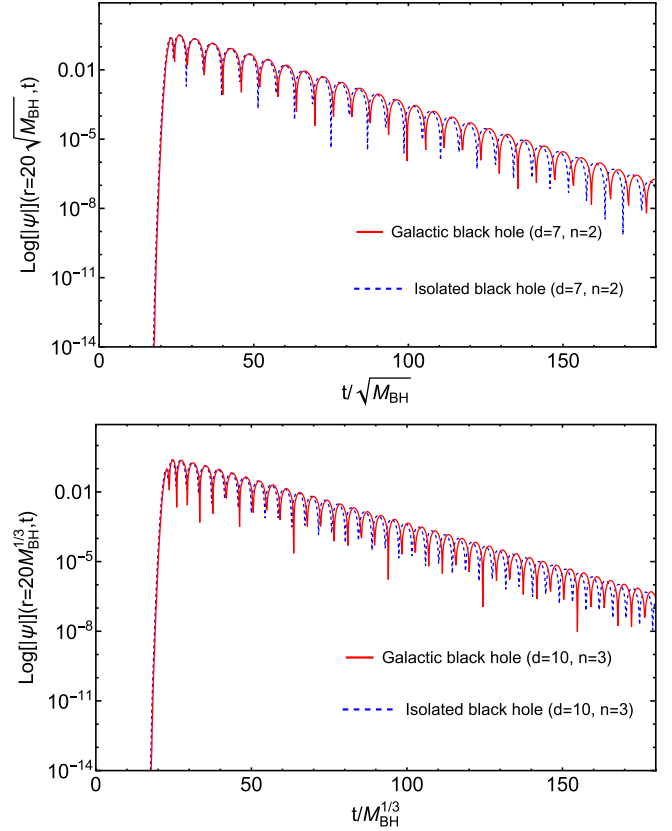 Log[|ψ|](r=20√M_BH,t)
0.01
10^-5
10^-8
10^-11
10^-14
Galactic black hole (d=7, n=2)
Isolated black hole (d=7, n=2)
0 50 100 150
t/√M_BH
Log[|ψ|](r=20M_BH^1/3,t)
0.01
10^-5
10^-8
10^-11
10^-14
Galactic black hole (d=10, n=3)
Isolated black hole (d=10, n=3)
0 50 100 150
t/M_BH^1/3